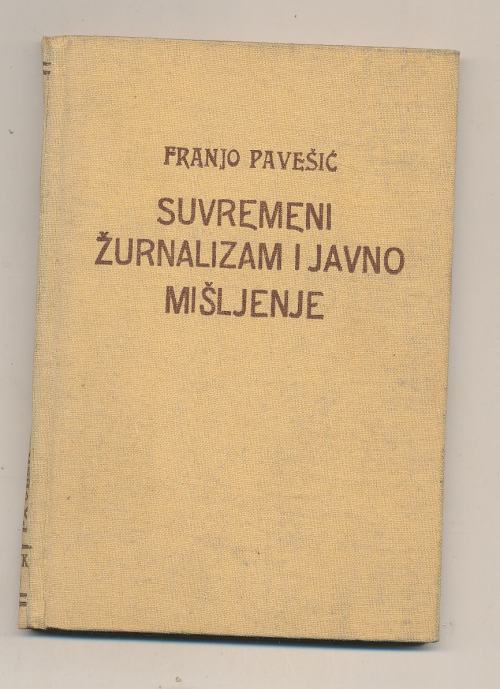 FRANJO PAVEŠIĆ
SUVREMENI
ŽURNALIZAM I JAVNO
MIŠLJENJE